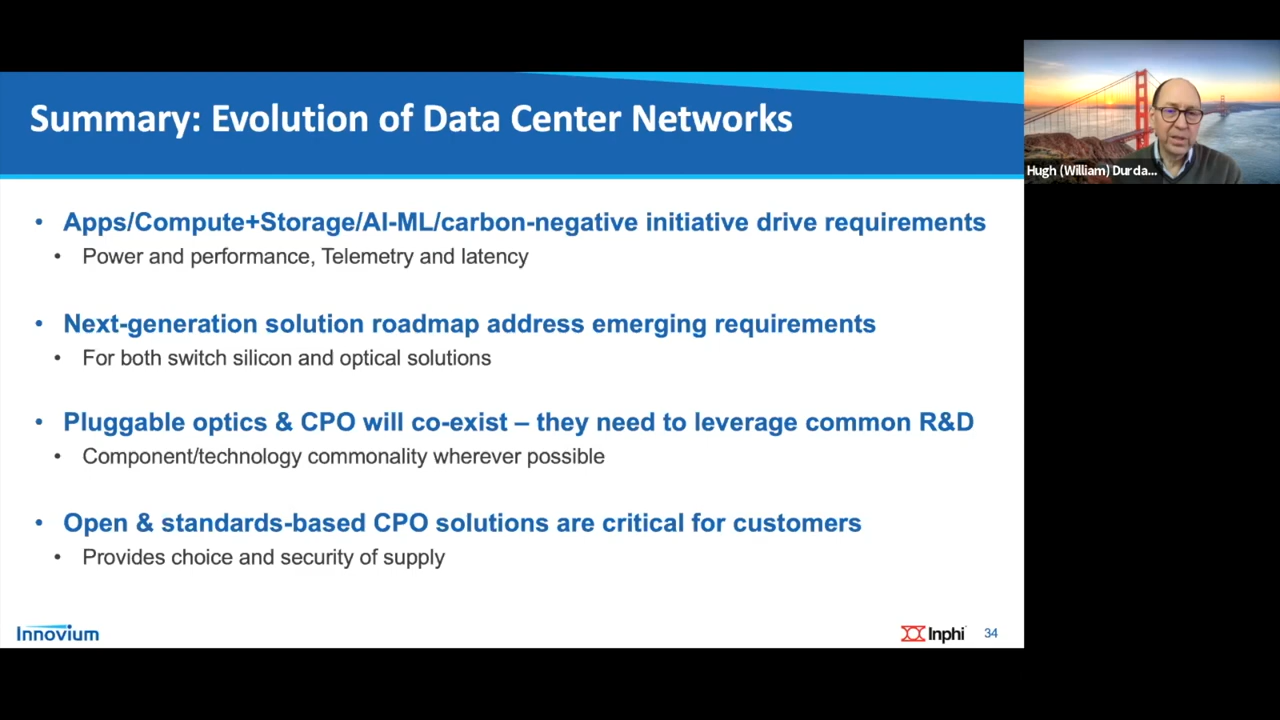 Summary: Evolution of Data Center Networks
Hugh (William) Durda...
• Apps/Compute+Storage/AI-ML/carbon-negative initiative drive requirements
• Power and performance, Telemetry and latency
• Next-generation solution roadmap address emerging requirements
• For both switch silicon and optical solutions
• Pluggable optics & CPO will co-exist – they need to leverage common R&D
• Component/technology commonality wherever possible
• Open & standards-based CPO solutions are critical for customers
• Provides choice and security of supply
Innovium
Inphi
34